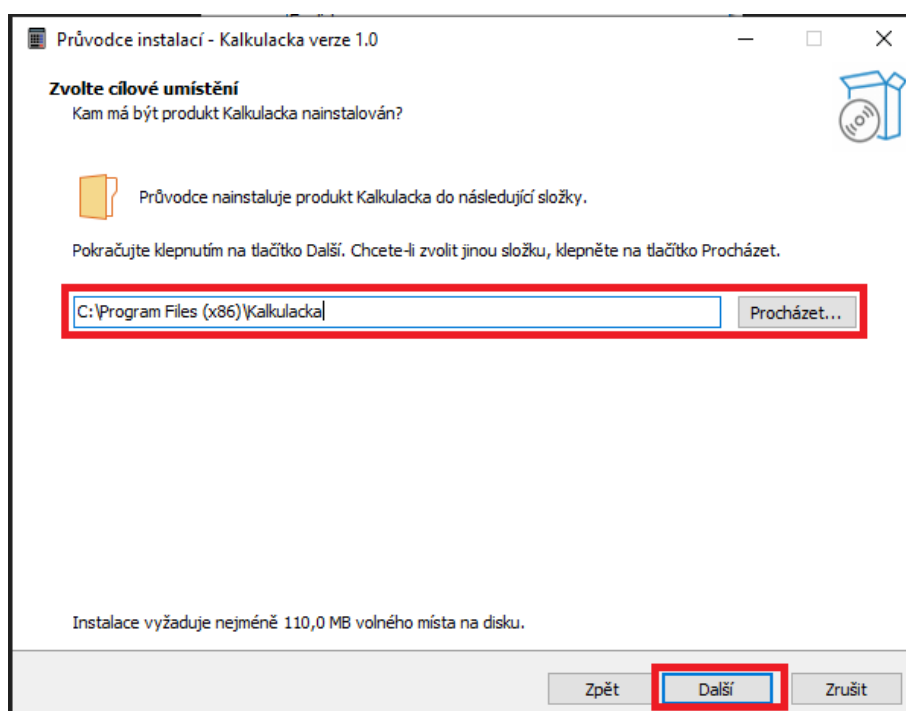 Průvodce instalací - Kalkulacka verze 1.0
Zvolte cílové umístění
Kam má být produkt Kalkulacka nainstalován?
Průvodce nainstaluje produkt Kalkulacka do následující složky.
Pokračujte klepnutím na tlačítko Další. Chcete-li zvolit jinou složku, klepněte na tlačítko Procházet.
C:\Program Files (x86)\Kalkulacka
Procházet...
Instalace vyžaduje nejméně 110,0 MB volného místa na disku.
Zpět
Další
Zrušit